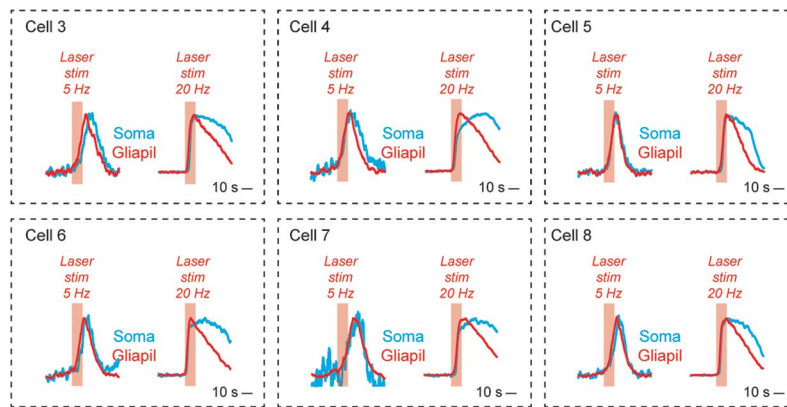 Cell 3
Laser
stim
5 Hz
Laser
stim
20 Hz
Soma
Gliapil
10 s
Cell 4
Laser
stim
5 Hz
Laser
stim
20 Hz
Soma
Gliapil
10 s
Cell 5
Laser
stim
5 Hz
Laser
stim
20 Hz
Soma
Gliapil
10 s
Cell 6
Laser
stim
5 Hz
Laser
stim
20 Hz
Soma
Gliapil
10 s
Cell 7
Laser
stim
5 Hz
Laser
stim
20 Hz
Soma
Gliapil
10 s
Cell 8
Laser
stim
5 Hz
Laser
stim
20 Hz
Soma
Gliapil
10 s